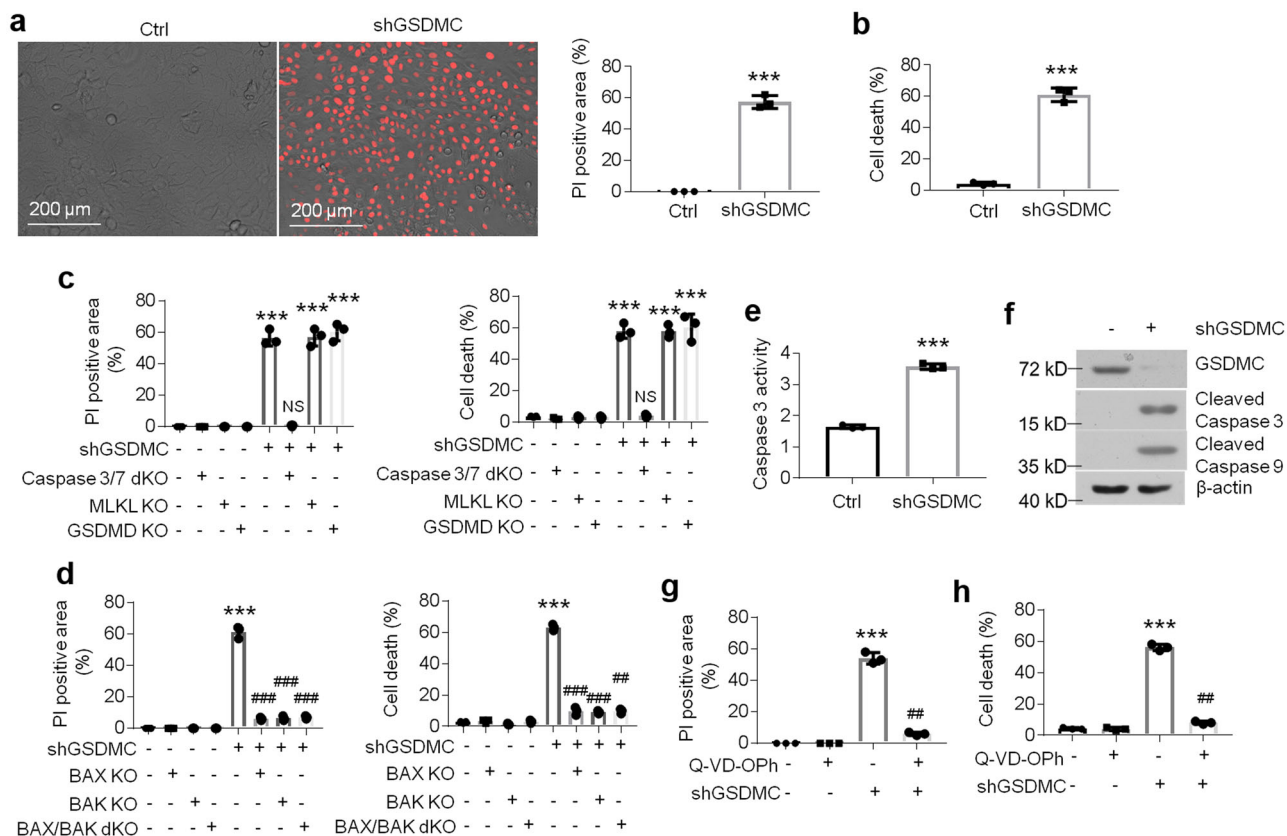 a
Ctrl
shGSDMC
200 µm
200 µm
PI positive area (%)
80
60
40
20
0
***
Ctrl
shGSDMC
b
Cell death (%)
80
60
40
20
0
***
Ctrl
shGSDMC
c
PI positive area
(%)
80
60
40
20
0
*** NS *** ***
shGSDMC - - - - + + + +
Caspase 3/7 dKO - + - - - + - -
MLKL KO - - + - - - + -
GSDMD KO - - - + - - - +
Cell death (%)
80
60
40
20
0
*** NS *** ***
shGSDMC - - - - + + + +
Caspase 3/7 dKO - + - - - + - -
MLKL KO - - + - - - + -
GSDMD KO - - - + - - - +
e
Caspase 3 activity
5
4
3
2
1
0
***
Ctrl
shGSDMC
f
- + shGSDMC
72 kD
GSDMC
15 kD
Cleaved
Caspase 3
35 kD
Cleaved
Caspase 9
40 kD
β-actin
d
PI positive area
(%)
80
60
40
20
0
*** ### ### ###
shGSDMC - - - - + + + +
BAX KO - + - - - + - -
BAK KO - - + - - - + -
BAX/BAK dKO - - - + - - - +
Cell death (%)
80
60
40
20
0
*** ### ### ##
shGSDMC - - - - + + + +
BAX KO - + - - - + - -
BAK KO - - + - - - + -
BAX/BAK dKO - - - + - - - +
g
PI positive area
(%)
80
60
40
20
0
*** ##
Q-VD-OPh - + - +
shGSDMC - - + +
h
Cell death (%)
80
60
40
20
0
*** ##
Q-VD-OPh - + - +
shGSDMC - - + +